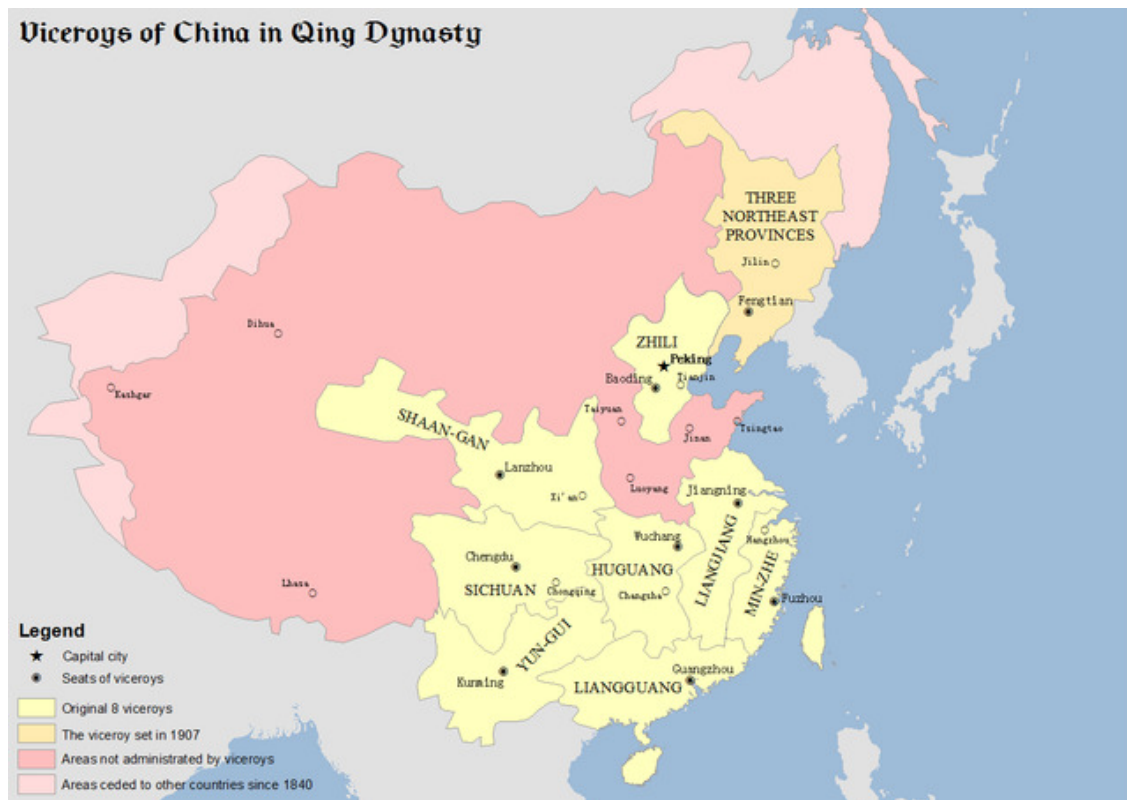 Viceroys of China in Qing Dynasty
THREE
NORTHEAST
PROVINCES
Jilin
Fengtian
Dihua
ZHILI
Peking
Baoding
Tianjin
Kashgar
Taiyuan
SHAAN-GAN
Jinan
Tsingtao
Lanzhou
Luoyang
Xi'an
Jiangning
Wuchang
Hangzhou
LIANGJIANG
Chengdu
HUGUANG
MIN-ZHE
Lhasa
SICHUAN
Chongqing
Changsha
Fuzhou
YUN-GUI
Kunming
Guangzhou
LIANGGUANG
Legend
Capital city
Seats of viceroys
Original 8 viceroys
The viceroy set in 1907
Areas not administrated by viceroys
Areas ceded to other countries since 1840